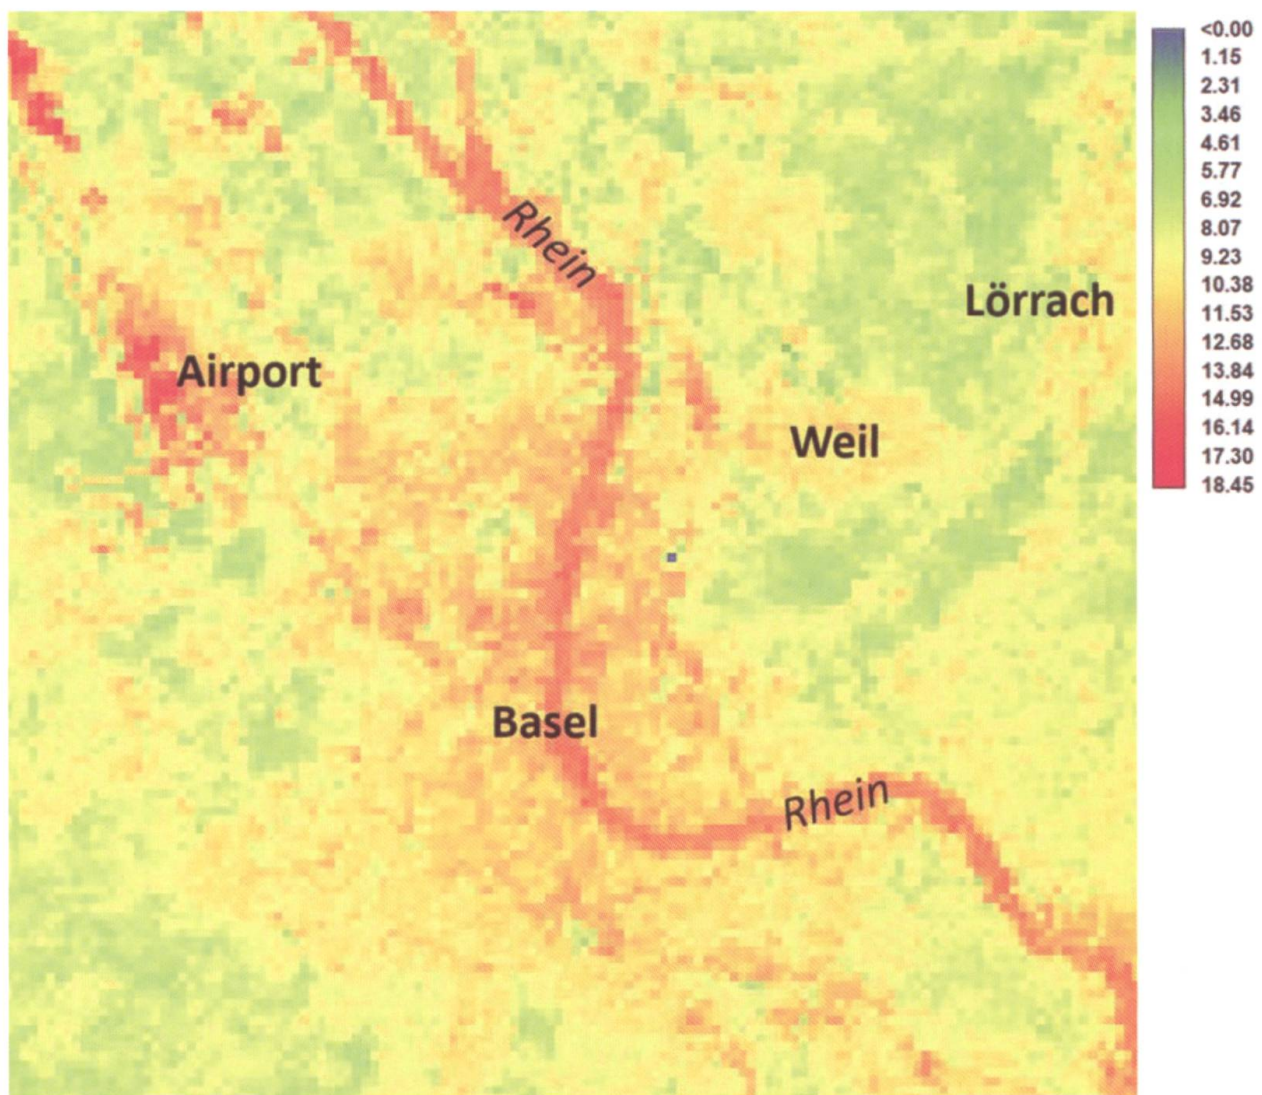 <0.00
1.15
2.31
3.46
4.61
5.77
6.92
8.07
9.23
10.38
11.53
12.68
13.84
14.99
16.14
17.30
18.45
Rhein
Lörrach
Airport
Weil
Basel
Rhein